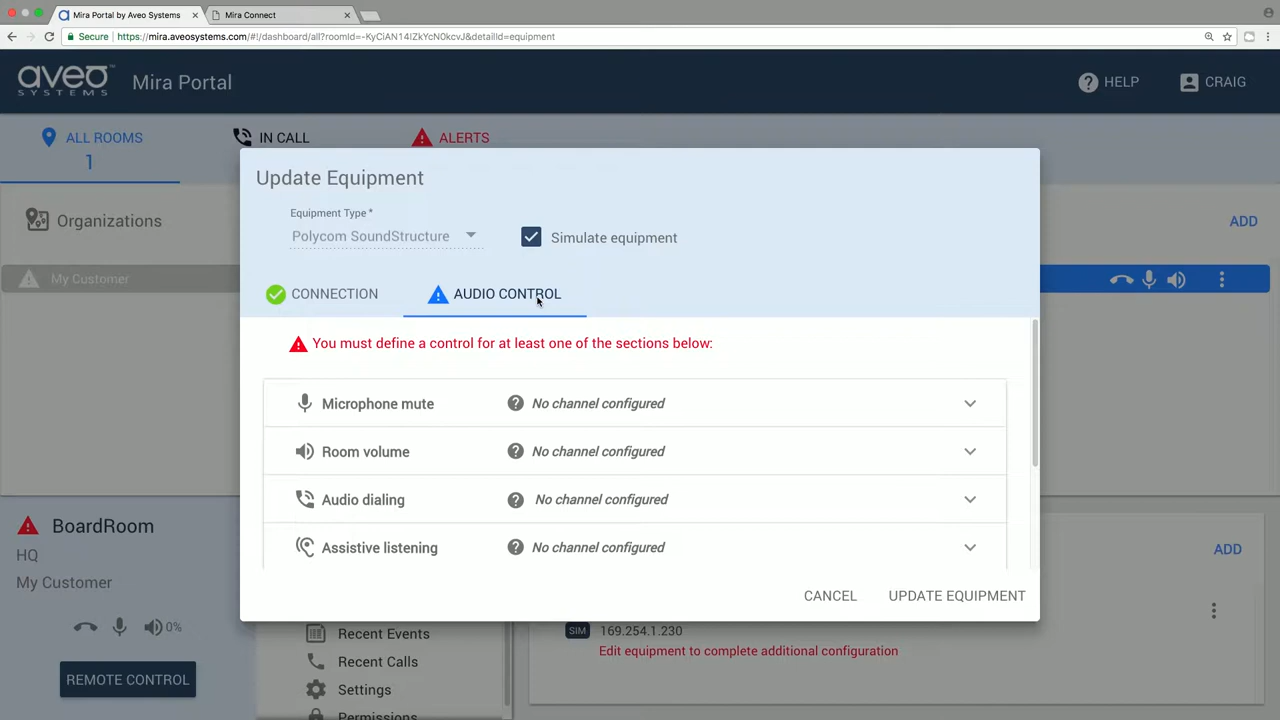 Mira Portal by Aveo Systems
Mira Connect
Secure
https://mira.aveosystems.com/#!/dashboard/all?roomId=-KyCiAN14IZkYcN0kcvJ&detailId=equipment
aveo
SYSTEMS
Mira Portal
HELP
CRAIG
ALL ROOMS
1
IN CALL
ALERTS
Organizations
ADD
My Customer
Update Equipment
Equipment Type *
Polycom SoundStructure
Simulate equipment
CONNECTION
AUDIO CONTROL
You must define a control for at least one of the sections below:
Microphone mute
No channel configured
Room volume
No channel configured
Audio dialing
No channel configured
Assistive listening
No channel configured
CANCEL
UPDATE EQUIPMENT
BoardRoom
HQ
My Customer
0%
REMOTE CONTROL
Recent Events
Recent Calls
Settings
Permissions
ADD
SIM
169.254.1.230
Edit equipment to complete additional configuration